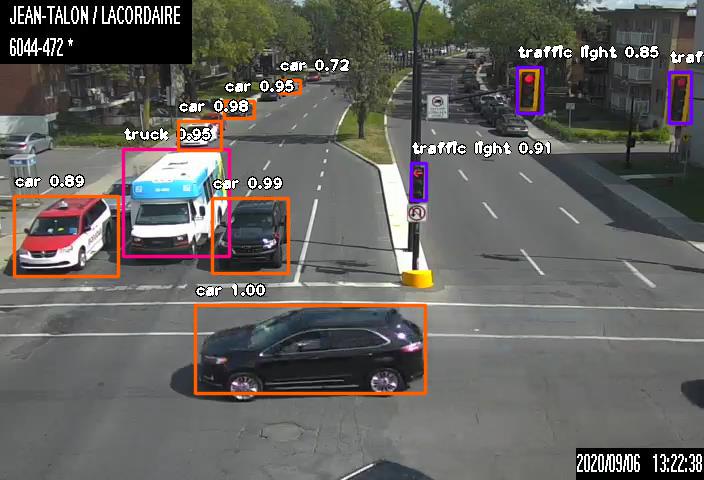 JEAN-TALON / LACORDAIRE
6044-472 *
car 0.72
traffic light 0.85
traf
car 0.95
car 0.98
truck 0.95
traffic light 0.91
car 0.89
car 0.99
car 1.00
2020/09/06 13:22:38